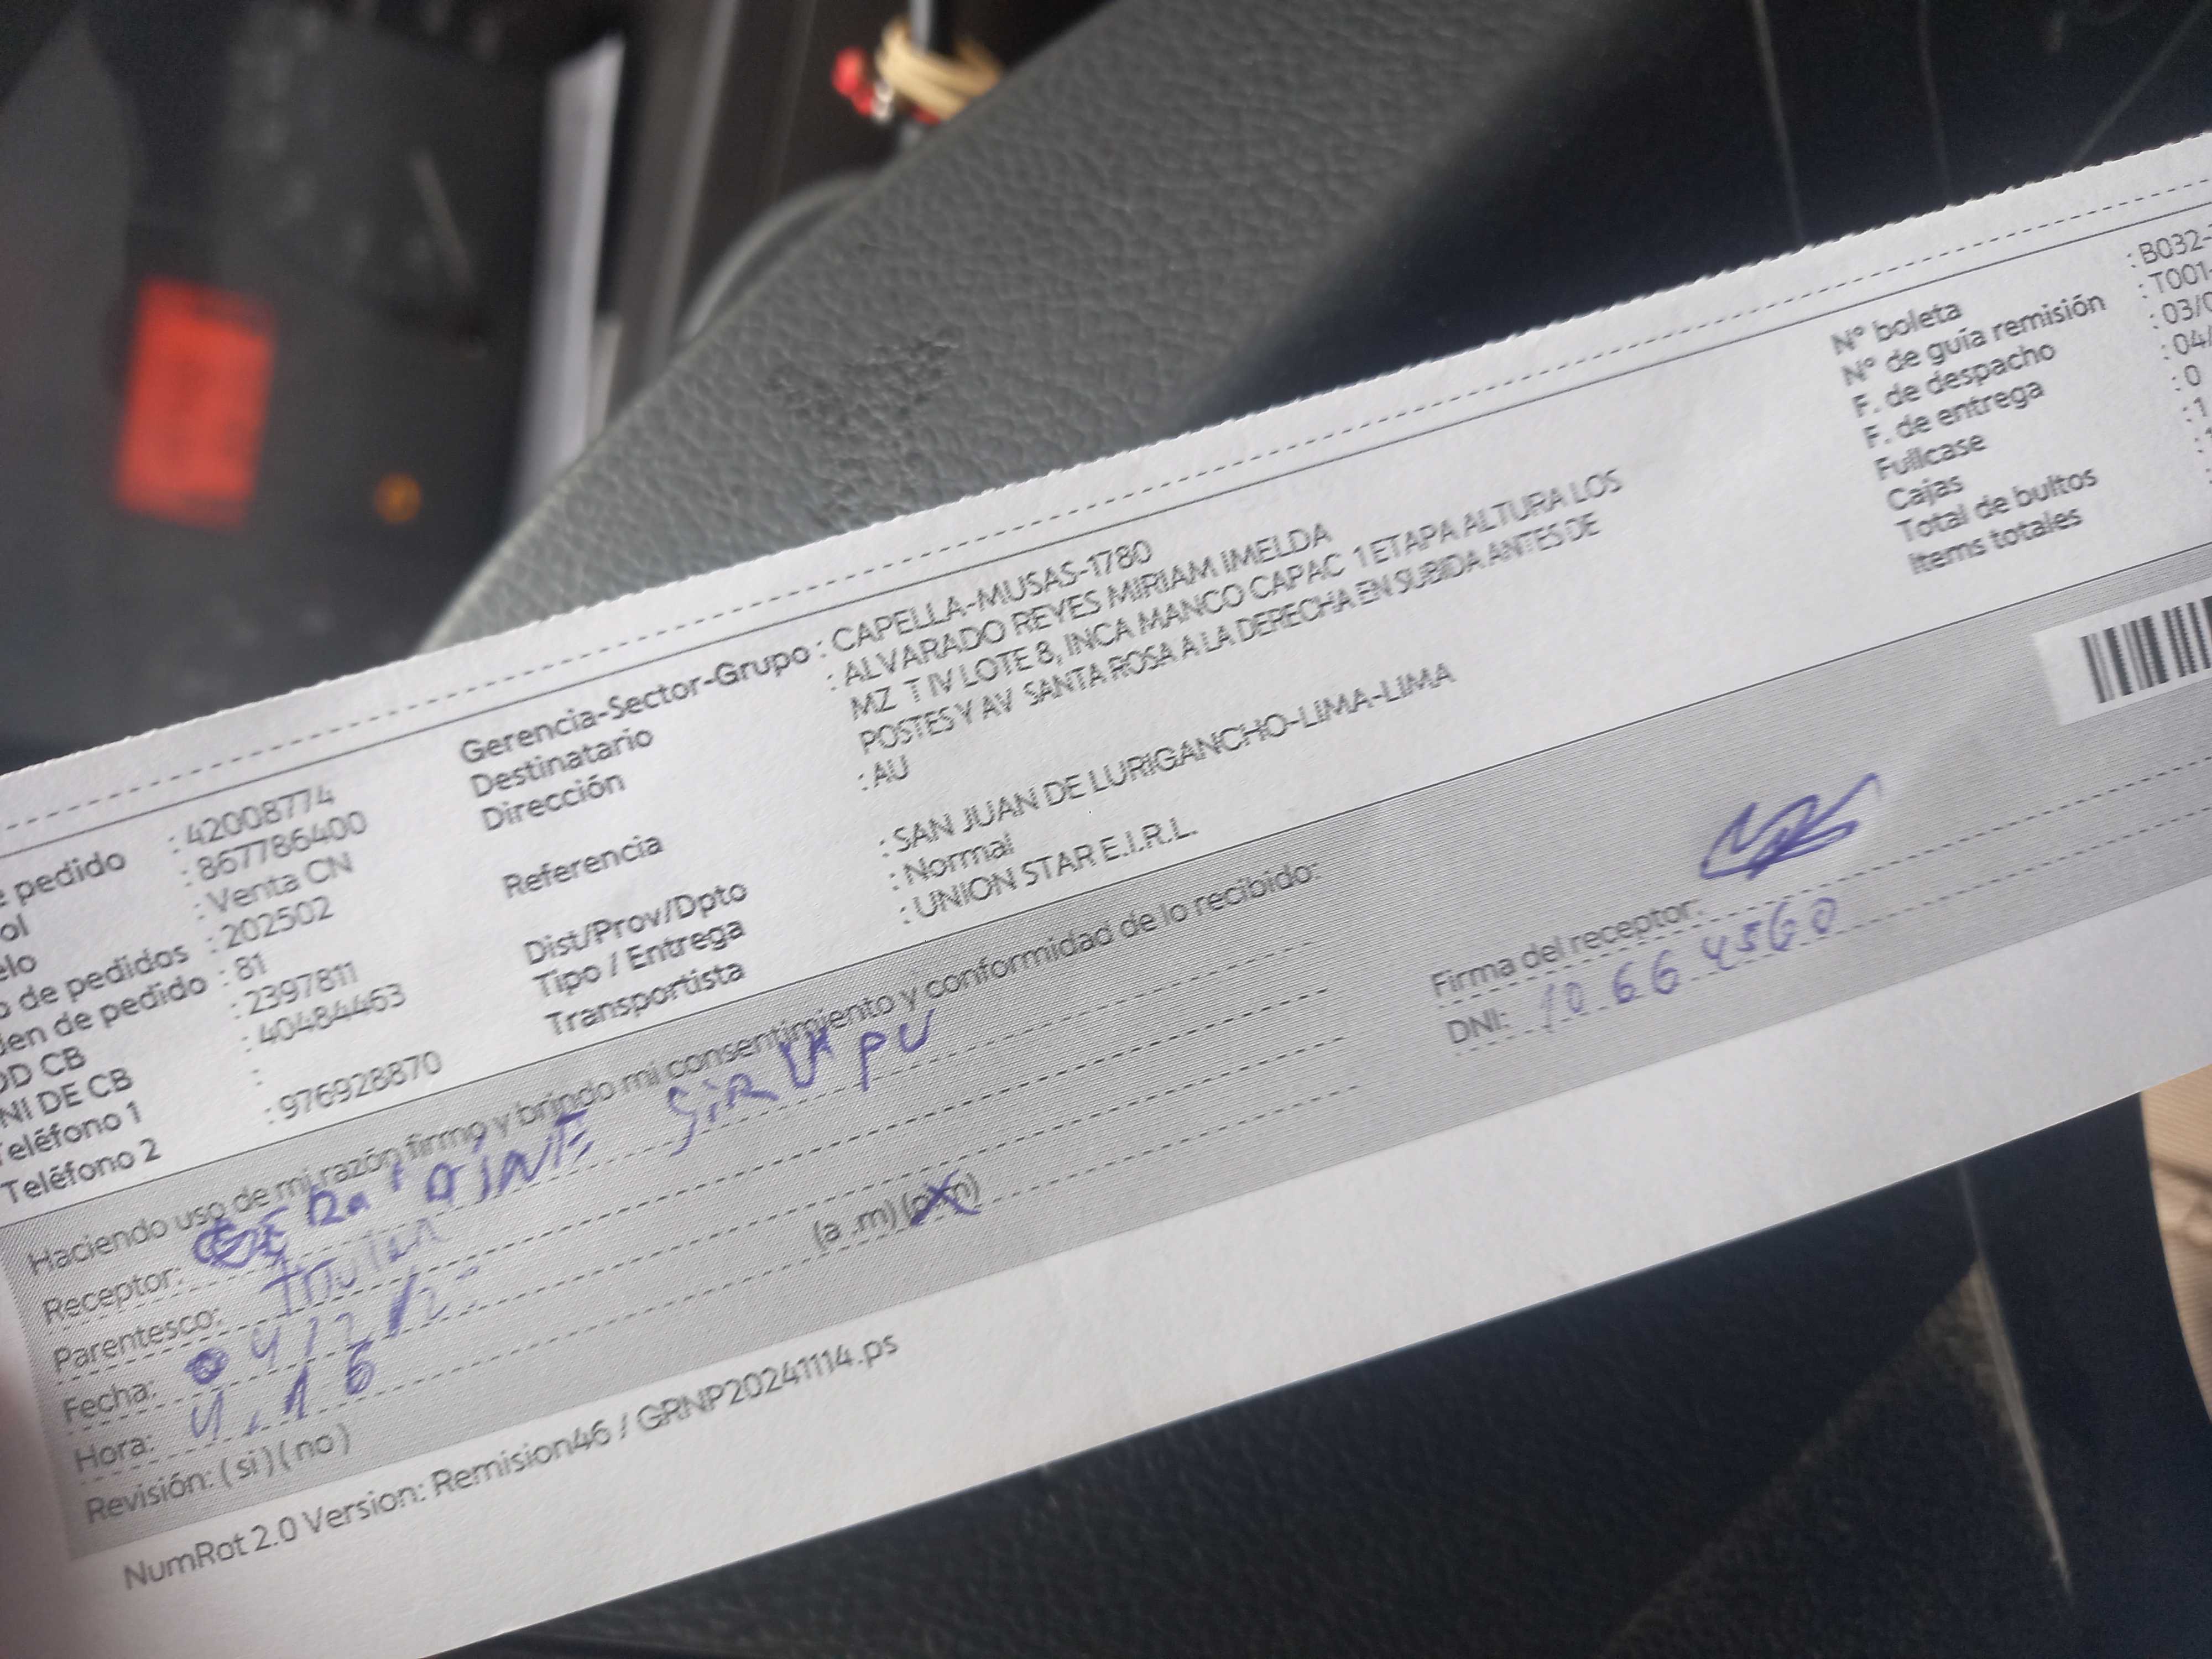 e pedido : 42008774
ol : 867786400
elo : Venta CN
o de pedidos : 202502
den de pedido : 81
OD CB : 2397811
NI DE CB : 40484463
Teléfono 1 :
Teléfono 2 : 976928870
Gerencia-Sector-Grupo : CAPELLA-MUSAS-1780
Destinatario : ALVARADO REYES MIRIAM IMELDA
Dirección MZ T IV LOTE 8, INCA MANCO CAPAC 1 ETAPA ALTURA LOS
POSTES Y AV SANTA ROSA A LA DERECHA EN SUBIDA ANTES DE
Referencia : AU
Dist/Prov/Dpto : SAN JUAN DE LURIGANCHO-LIMA-LIMA
Tipo / Entrega : Normal
Transportista : UNION STAR E.I.R.L.
N° boleta : B032-
N° de guía remisión : T001-
F. de despacho : 03/0
F. de entrega : 04/
Fullcase : 0
Cajas : 1
Total de bultos :
Items totales :
Haciendo uso de mi razón firmo y brindo mi consentimiento y conformidad de lo recibido:
Receptor:
Parentesco: titular
Fecha:
Hora: 4.16 (a .m) (p.m)
Revisión: ( si ) ( no )
Firma del receptor:
DNI: 10664560
NumRot 2.0 Version: Remision46 / GRNP20241114.ps